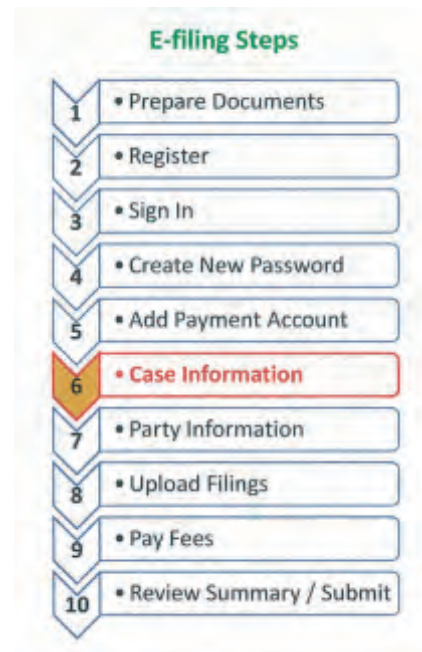 E-filing Steps
1 • Prepare Documents
2 • Register
3 • Sign In
4 • Create New Password
5 • Add Payment Account
6 • Case Information
7 • Party Information
8 • Upload Filings
9 • Pay Fees
10 • Review Summary / Submit